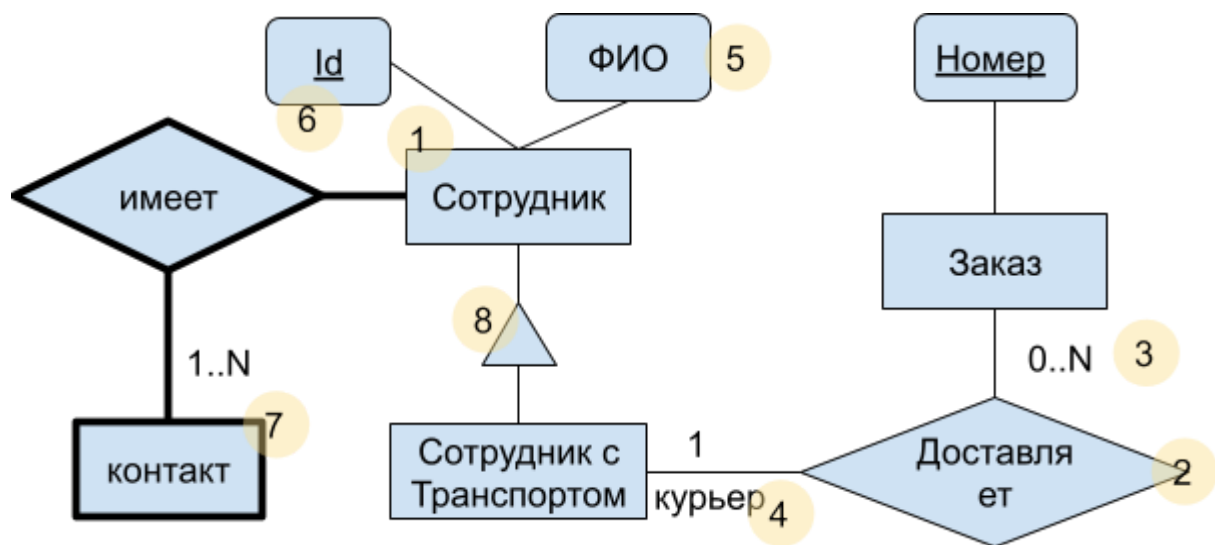 Id
ФИО
5
Номер
6
1
имеет
Сотрудник
Заказ
8
1..N
0..N
3
7
контакт
Сотрудник с
Транспортом
1
курьер
4
Доставля
ет
2